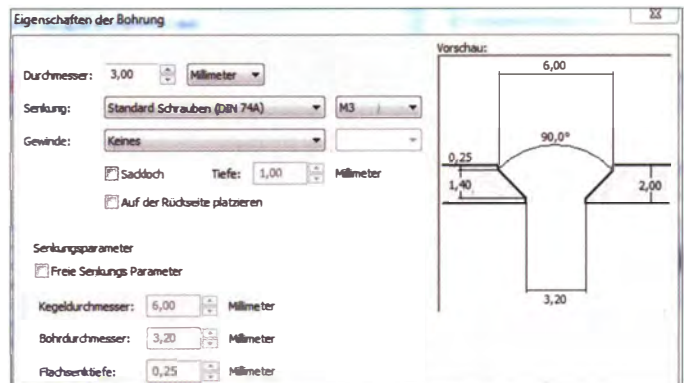 Eigenschaften der Bohrung
Durchmesser: 3,00 Millimeter
Senkung: Standard Schrauben (DIN 74A) M3
Gewinde: Keines
Sackloch Tiefe: 1,00 Millimeter
Auf der Rückseite platzieren
Senkungsparameter
Freie Senkungs Parameter
Kegeldurchmesser: 6,00 Millimeter
Bohrdurchmesser: 3,20 Millimeter
Flachsenktiefe: 0,25 Millimeter
Vorschau:
6,00
90,0°
0,25
1,40
2,00
3,20